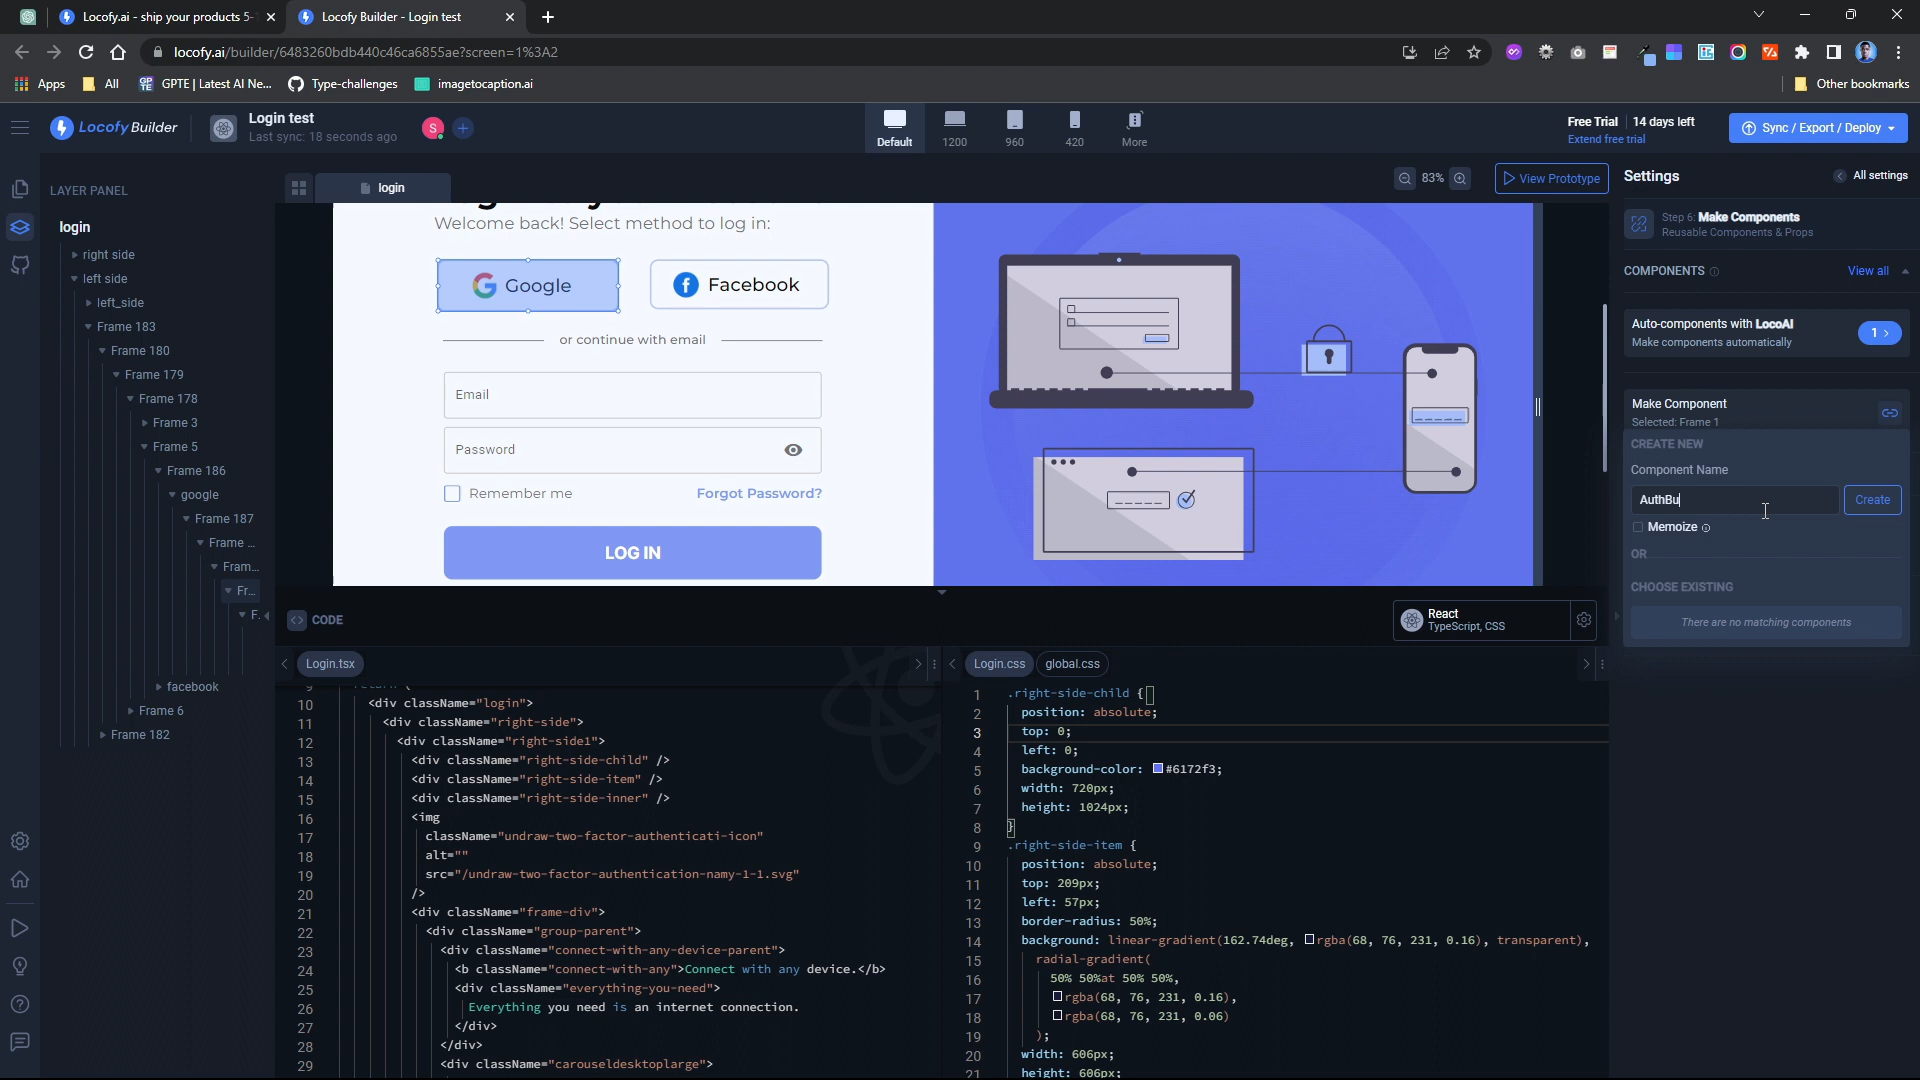 Locofy.ai - ship your products 5-
Locofy Builder - Login test
locofy.ai/builder/6483260bdb440c46ca6855ae?screen=1%3A2
Apps
All
GPTE | Latest AI Ne...
Type-challenges
imagetocaption.ai
Other bookmarks
Locofy Builder
Login test
Last sync: 18 seconds ago
S
Default
1200
960
420
More
Free Trial
14 days left
Extend free trial
Sync / Export / Deploy
LAYER PANEL
login
83%
View Prototype
Settings
All settings
login
right side
left side
left_side
Frame 183
Frame 180
Frame 179
Frame 178
Frame 3
Frame 5
Frame 186
google
Frame 187
Frame ...
Fram...
Fr...
F.
facebook
Frame 6
Frame 182
Welcome back! Select method to log in:
Google
Facebook
or continue with email
Email
Password
Remember me
Forgot Password?
LOG IN
Step 6: Make Components
Reusable Components & Props
COMPONENTS
View all
Auto-components with LocoAI
Make components automatically
1 >
Make Component
Selected: Frame 1
CREATE NEW
Component Name
AuthBu
Create
Memoize
OR
CHOOSE EXISTING
There are no matching components
CODE
React
TypeScript, CSS
Login.tsx
10 <div className="login">
11 <div className="right-side">
12 <div className="right-side1">
13 <div className="right-side-child" />
14 <div className="right-side-item" />
15 <div className="right-side-inner" />
16 <img
17 className="undraw-two-factor-authenticati-icon"
18 alt=""
19 src="/undraw-two-factor-authentication-namy-1-1.svg"
20 />
21 <div className="frame-div">
22 <div className="group-parent">
23 <div className="connect-with-any-device-parent">
24 <b className="connect-with-any">Connect with any device.</b>
25 <div className="everything-you-need">
26 Everything you need is an internet connection.
27 </div>
28 </div>
29 <div className="carouseldesktoplarge">
Login.css
global.css
1 .right-side-child {
2 position: absolute;
3 top: 0;
4 left: 0;
5 background-color: #6172f3;
6 width: 720px;
7 height: 1024px;
8 }
9 .right-side-item {
10 position: absolute;
11 top: 209px;
12 left: 57px;
13 border-radius: 50%;
14 background: linear-gradient(162.74deg, rgba(68, 76, 231, 0.16), transparent),
15 radial-gradient(
16 50% 50%at 50% 50%,
17 rgba(68, 76, 231, 0.16),
18 rgba(68, 76, 231, 0.06)
19 );
20 width: 606px;
21 height: 606px;